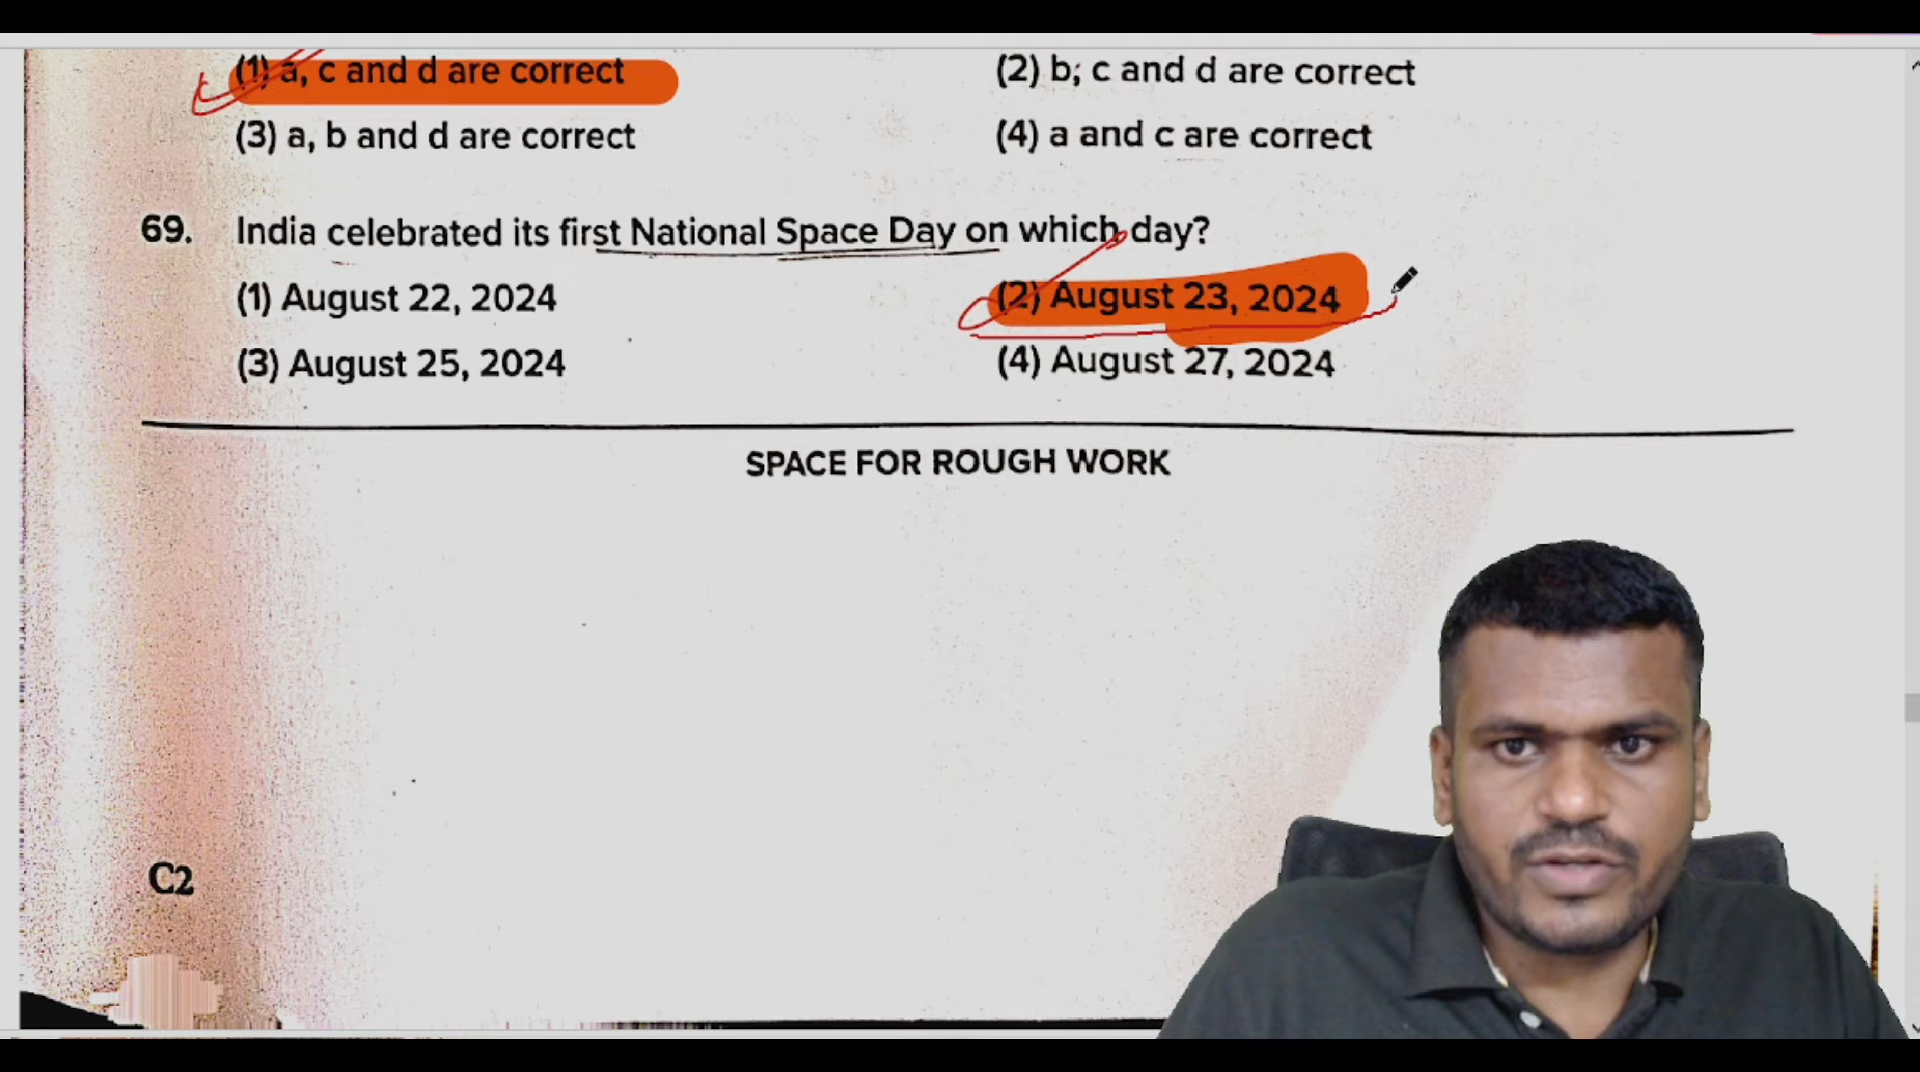 (1) a, c and d are correct
(2) b; c and d are correct
(3) a, b and d are correct
(4) a and c are correct
69. India celebrated its first National Space Day on which day?
(1) August 22, 2024
(2) August 23, 2024
(3) August 25, 2024
(4) August 27, 2024
SPACE FOR ROUGH WORK
C2